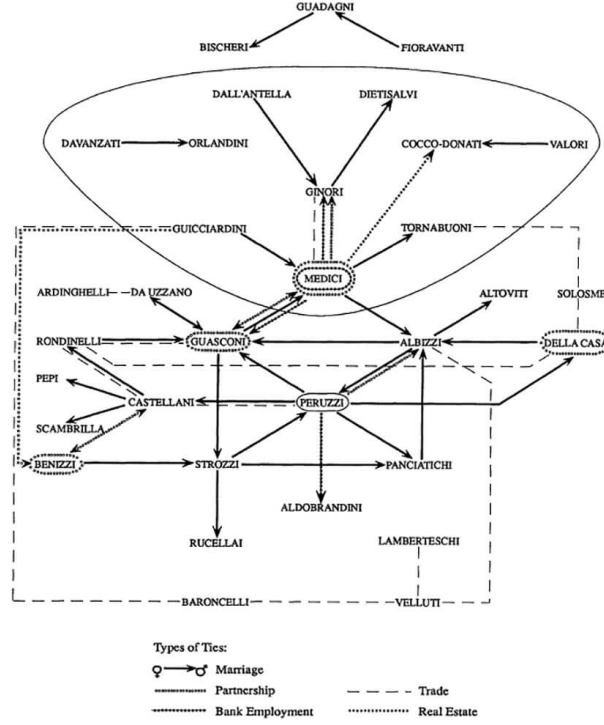 GUADAGNI
BISCHERI FIORAVANTI
DALL'ANTELLA DIETISALVI
DAVANZATI ORLANDINI COCCO-DONATI VALORI
GINORI
GUICCIARDINI TORNABUONI
MEDICI
ARDINGHELLI DA UZZANO ALTOVITI SOLOSMEI
RONDINELLI GUASCONI ALBIZZI DELLA CASA
PEPI
CASTELLANI PERUZZI
SCAMBRILLA
BENIZZI STROZZI PANCIATICHI
ALDOBRANDINI
RUCELLAI LAMBERTESCHI
BARONCELLI VELLUTI
Types of Ties:
♀ ♂ Marriage
Partnership Trade
Bank Employment Real Estate